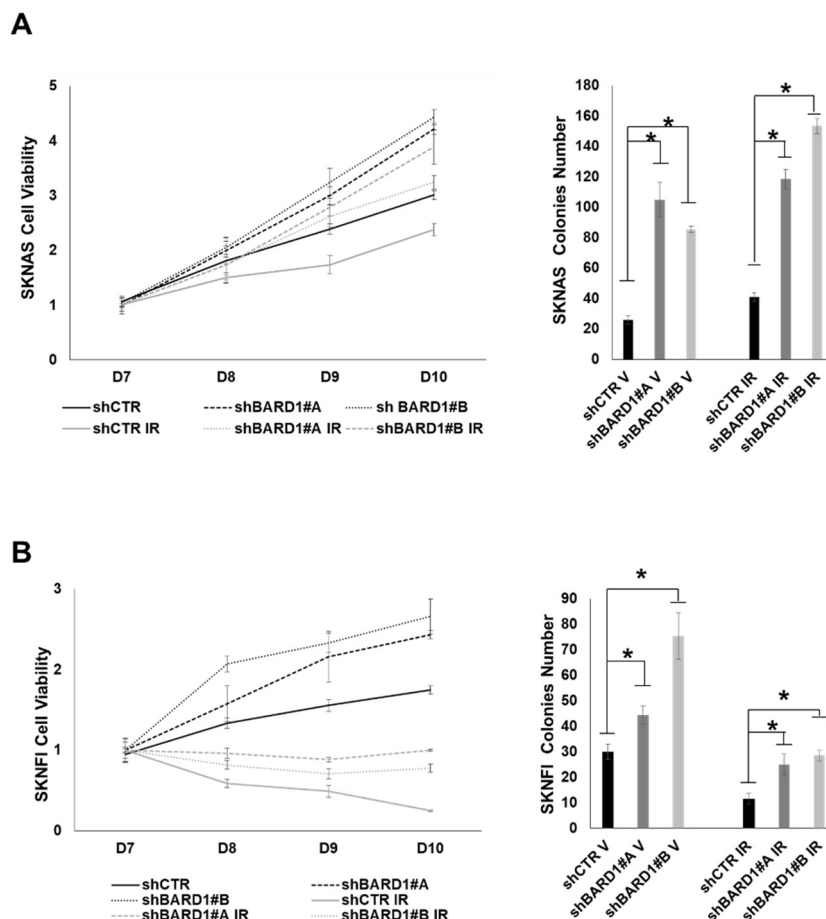 A
SKNAS Cell Viability
5
4
3
2
1
0
D7 D8 D9 D10
shCTR shBARD1#A sh BARD1#B
shCTR IR shBARD1#A IR shBARD1#B IR
SKNAS Colonies Number
180
160
140
120
100
80
60
40
20
0
* * * *
shCTR V shBARD1#A V shBARD1#B V shCTR IR shBARD1#A IR shBARD1#B IR
B
SKNFI Cell Viability
3
2
1
0
D7 D8 D9 D10
shCTR shBARD1#A
shBARD1#B shCTR IR
shBARD1#A IR shBARD1#B IR
SKNFI Colonies Number
90
80
70
60
50
40
30
20
10
0
* * * *
shCTR V shBARD1#A V shBARD1#B V shCTR IR shBARD1#A IR shBARD1#B IR